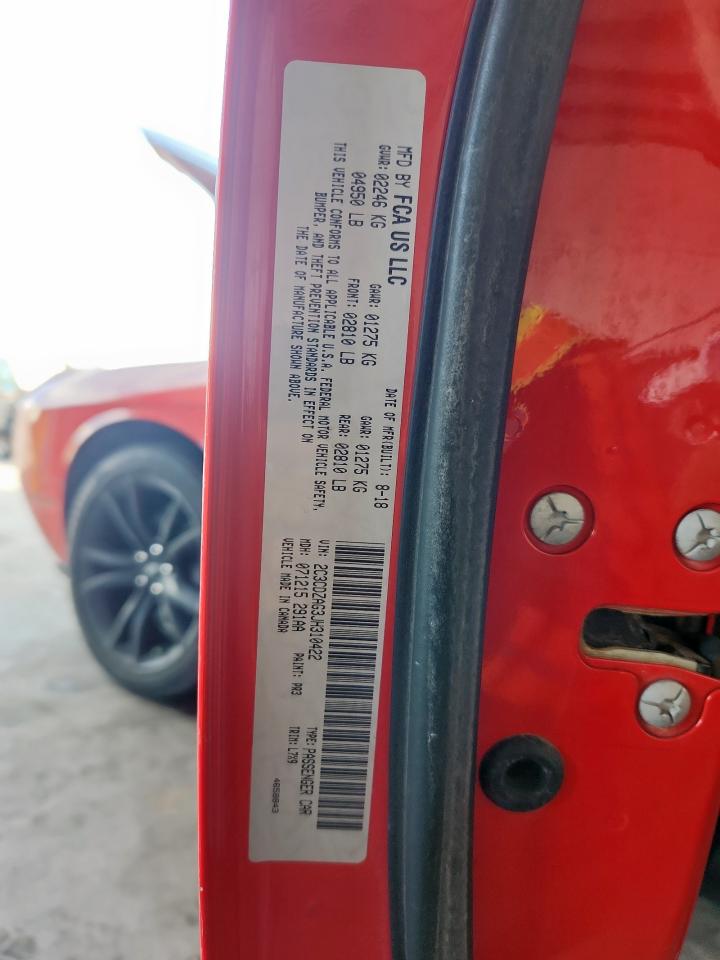 MFD BY FCA US LLC
DATE OF MFR(BUILT): 8-18
GVWR: 02246 KG
GAWR: 01275 KG
GAWR: 01275 KG
04950 LB
FRONT: 02810 LB
REAR: 02810 LB
THIS VEHICLE CONFORMS TO ALL APPLICABLE U.S.A. FEDERAL MOTOR VEHICLE SAFETY,
BUMPER, AND THEFT PREVENTION STANDARDS IN EFFECT ON
THE DATE OF MANUFACTURE SHOWN ABOVE.
VIN: 2C3CDZAG3JH310422
TYPE: PASSENGER CAR
MDH: 071215 291AA
PAINT: PR3
TRIM: L7X9
VEHICLE MADE IN CANADA
4658843